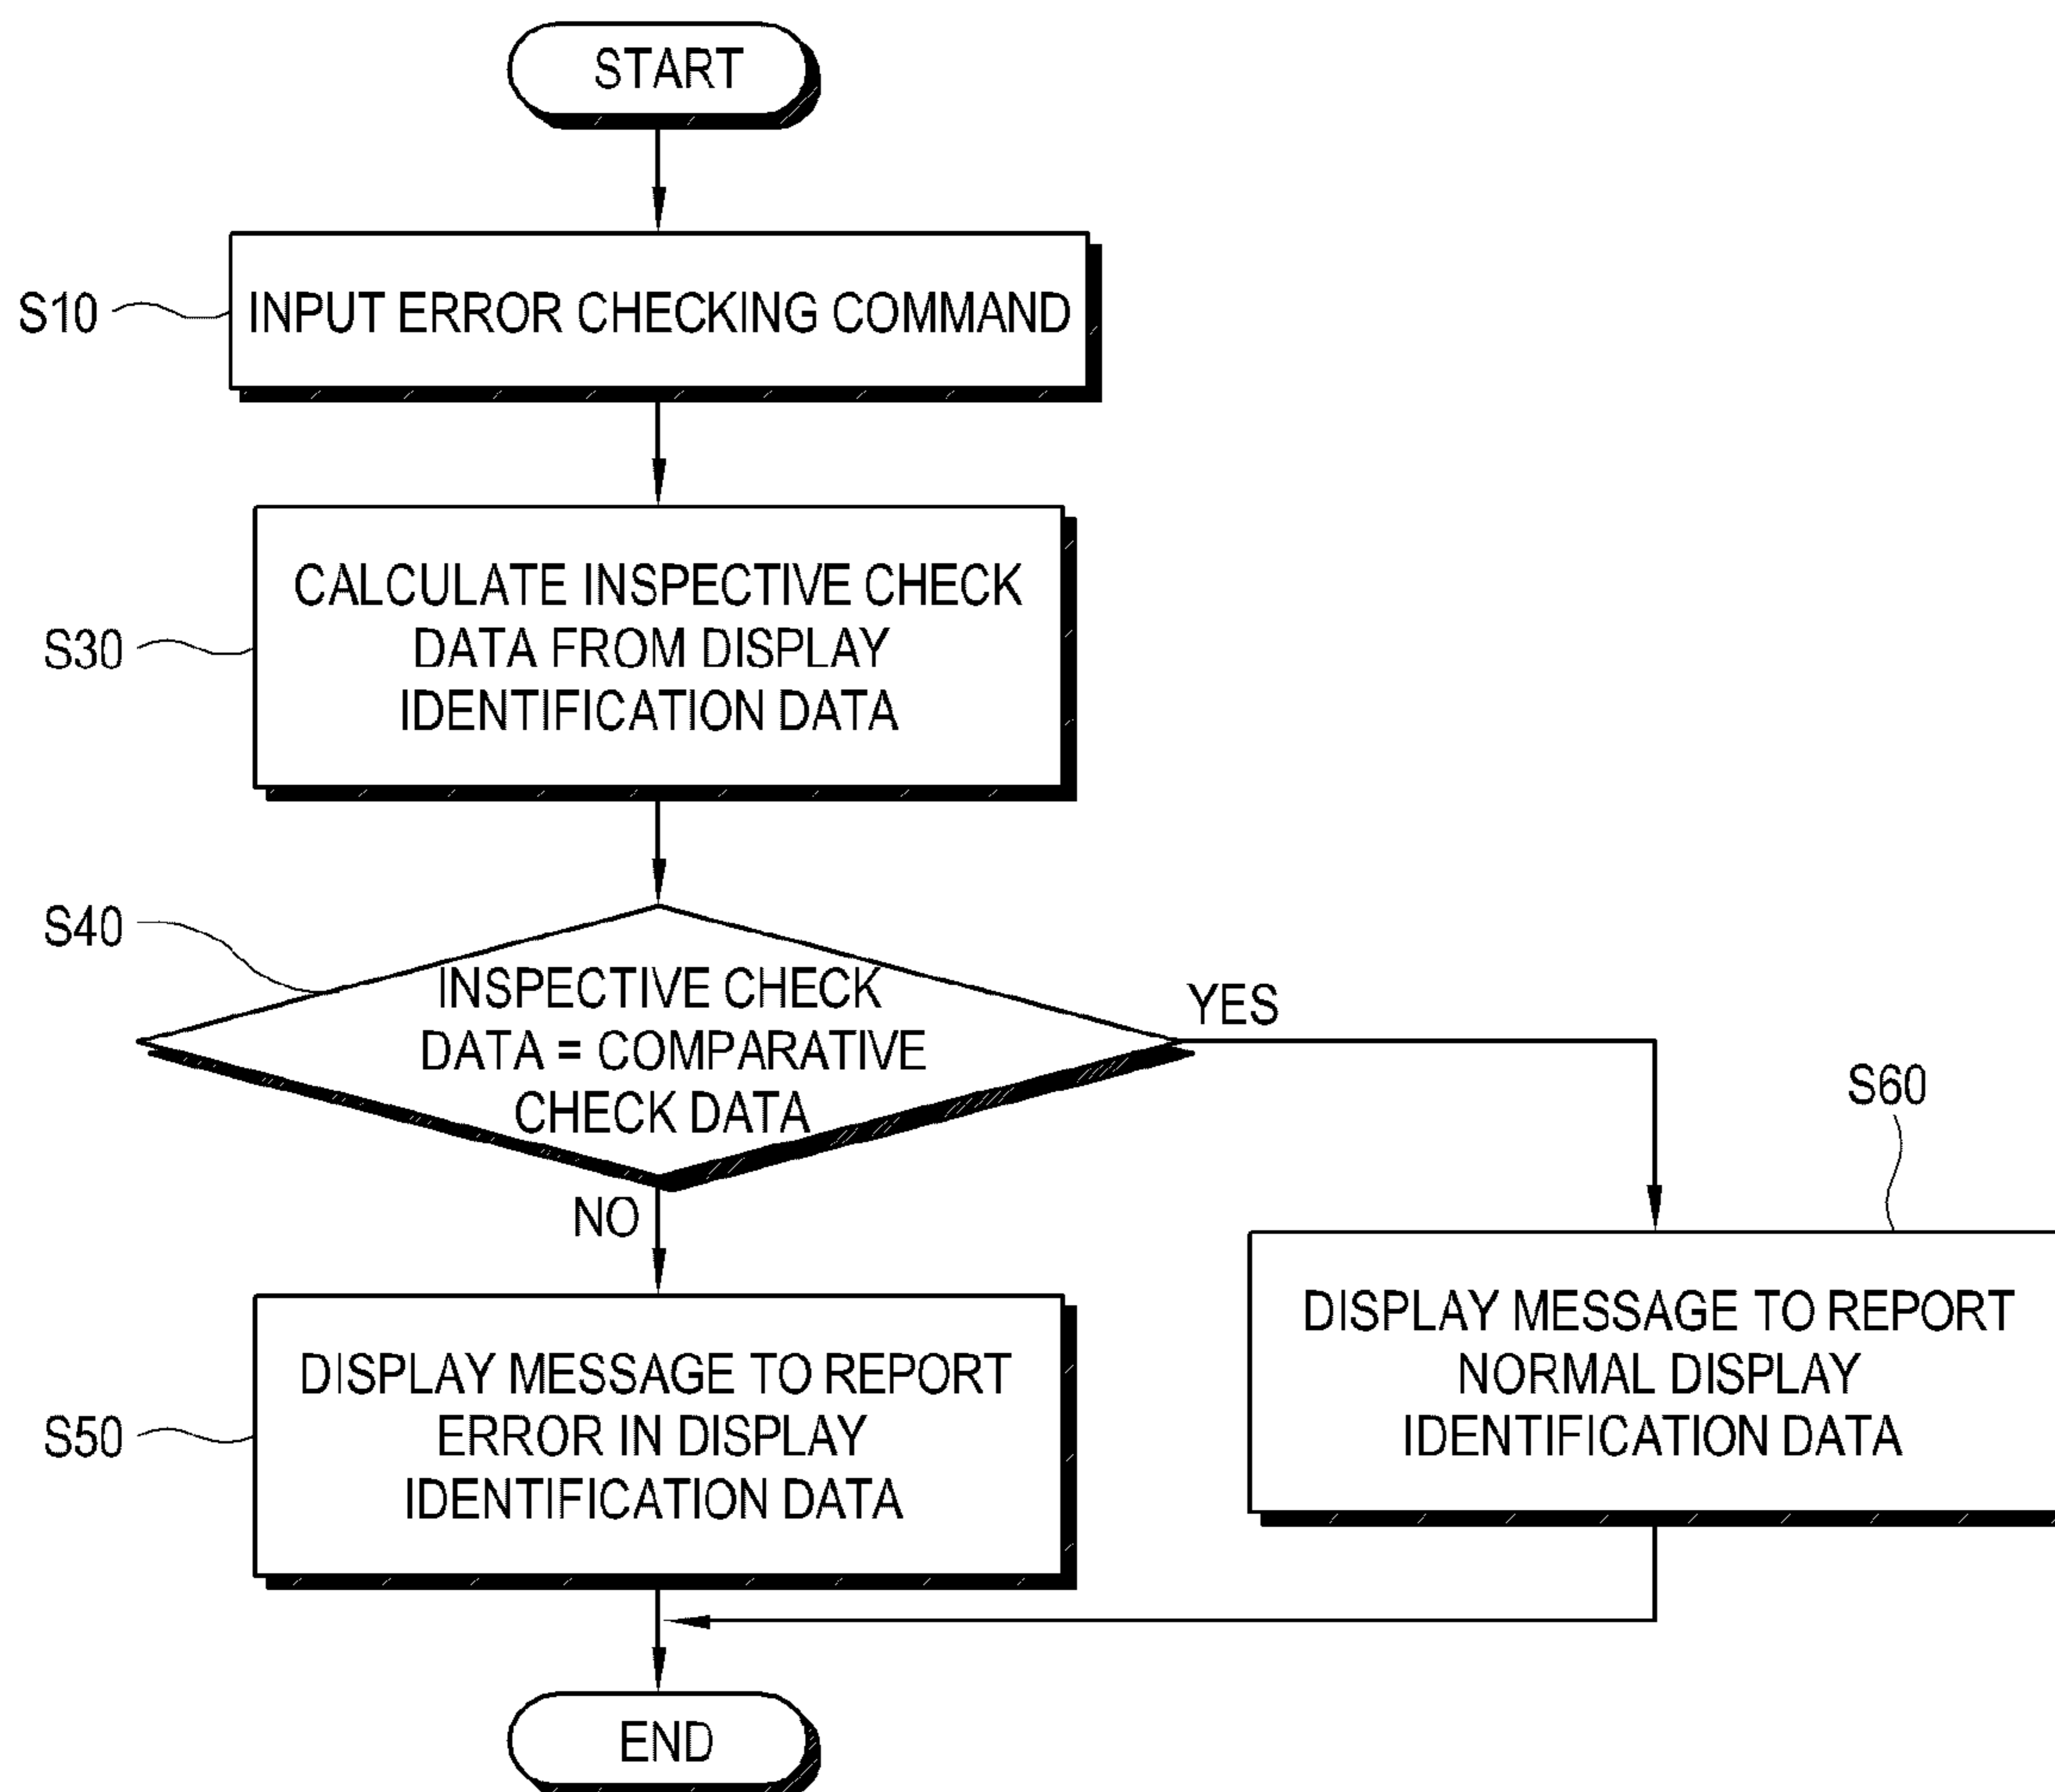 START
S10
INPUT ERROR CHECKING COMMAND
S30
CALCULATE INSPECTIVE CHECK
DATA FROM DISPLAY
IDENTIFICATION DATA
S40
INSPECTIVE CHECK
DATA = COMPARATIVE
CHECK DATA
YES
NO
S60
DISPLAY MESSAGE TO REPORT
NORMAL DISPLAY
IDENTIFICATION DATA
S50
DISPLAY MESSAGE TO REPORT
ERROR IN DISPLAY
IDENTIFICATION DATA
END